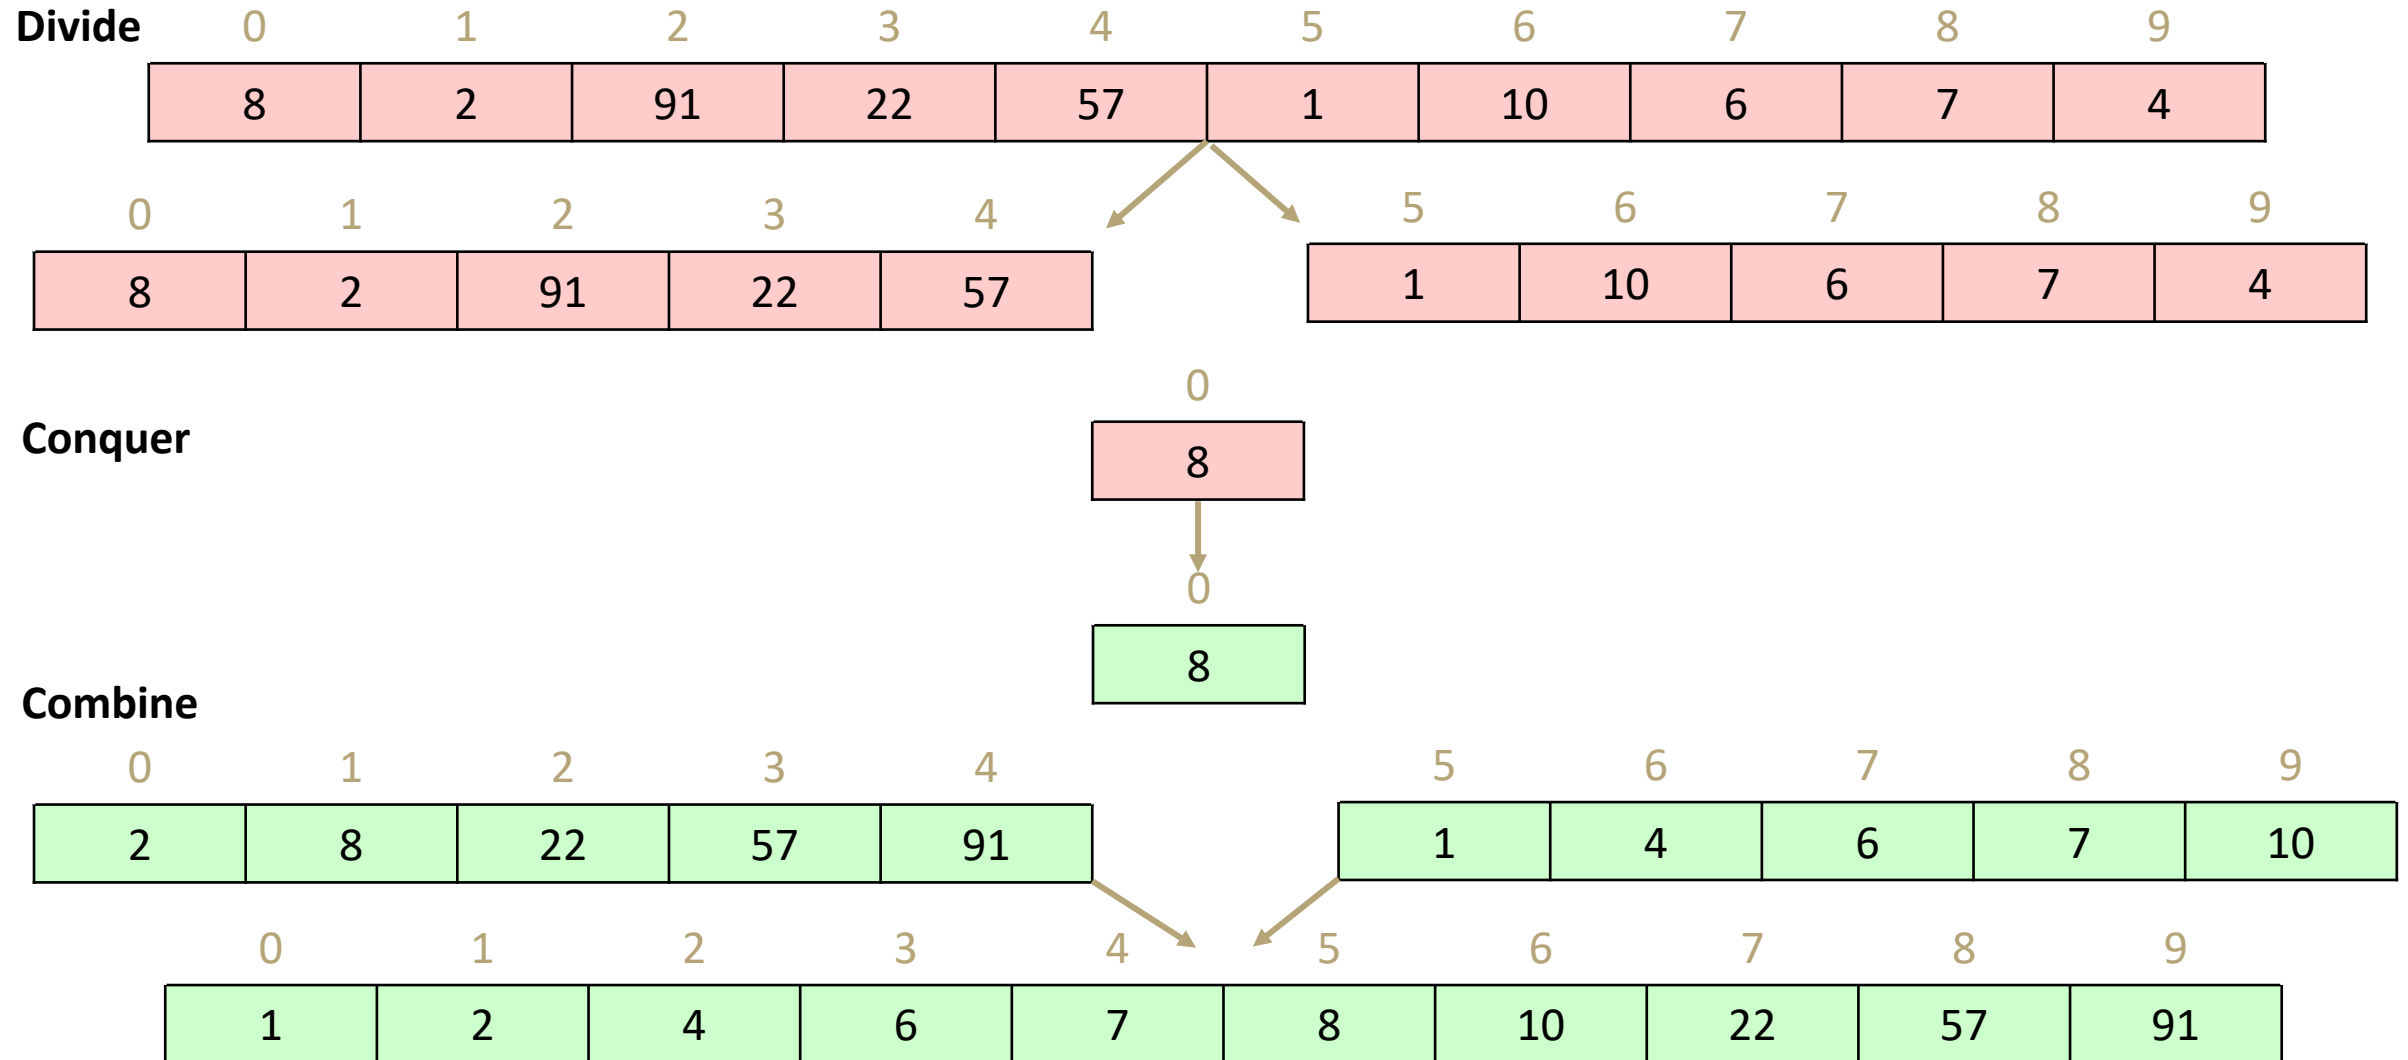 Divide 0 1 2 3 4 5 6 7 8 9
8 2 91 22 57 1 10 6 7 4
0 1 2 3 4 5 6 7 8 9
8 2 91 22 57 1 10 6 7 4
0
Conquer 8
0
8
Combine
0 1 2 3 4 5 6 7 8 9
2 8 22 57 91 1 4 6 7 10
0 1 2 3 4 5 6 7 8 9
1 2 4 6 7 8 10 22 57 91